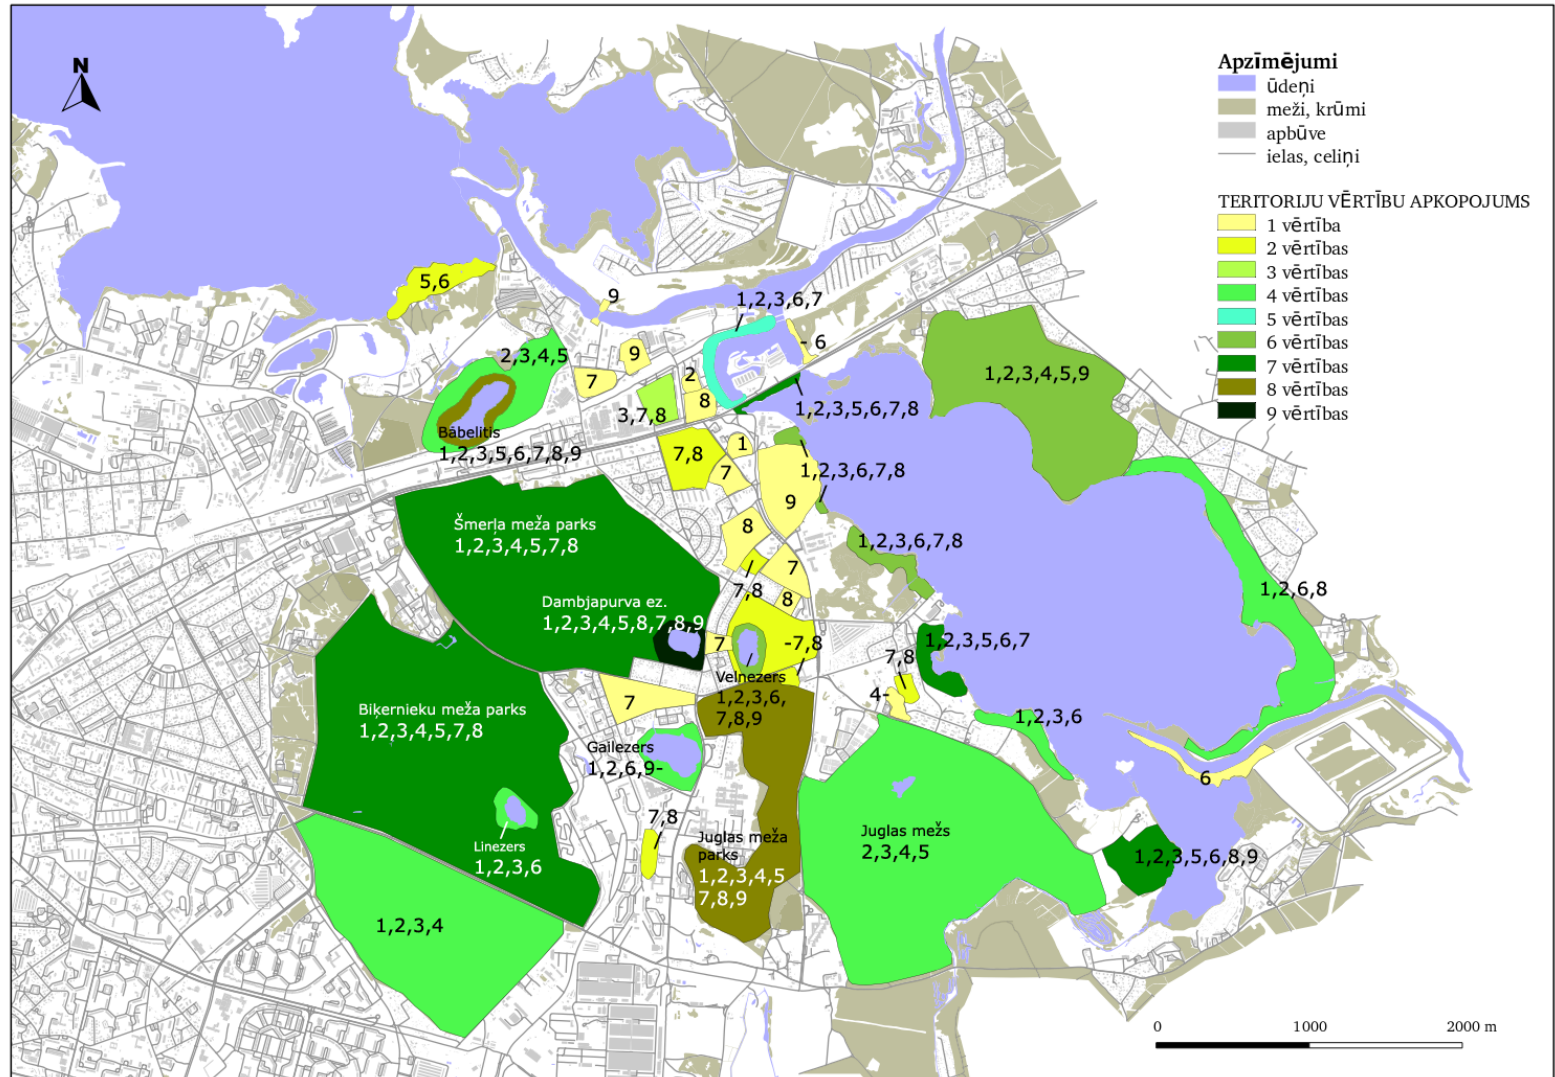 N
Apzīmējumi
ūdeņi
meži, krūmi
apbūve
ielas, celiņi
TERITORIJU VĒRTĪBU APKOPOJUMS
1 vērtība
2 vērtības
3 vērtības
4 vērtības
5 vērtības
6 vērtības
7 vērtības
8 vērtības
9 vērtības
5,6
9
1,2,3,6,7
- 6
2,3,4,5
9
7
2
8
3,7,8
1,2,3,4,5,9
1,2,3,5,6,7,8
Bābelītis
1,2,3,5,6,7,8,9
7,8
1
7
1,2,3,6,7,8
9
Šmerļa meža parks
1,2,3,4,5,7,8
8
1,2,3,6,7,8
7
7,8
8
1,2,6,8
Dambjapurva ez.
1,2,3,4,5,8,7,8,9
7
-7,8
1,2,3,5,6,7
7,8
Velnezers
1,2,3,6,
7,8,9
4-
7
Biķernieku meža parks
1,2,3,4,5,7,8
1,2,3,6
Gailezers
1,2,6,9-
6
7,8
Linezers
1,2,3,6
Juglas meža
parks
1,2,3,4,5
7,8,9
Juglas mežs
2,3,4,5
1,2,3,5,6,8,9
1,2,3,4
0
1000
2000 m